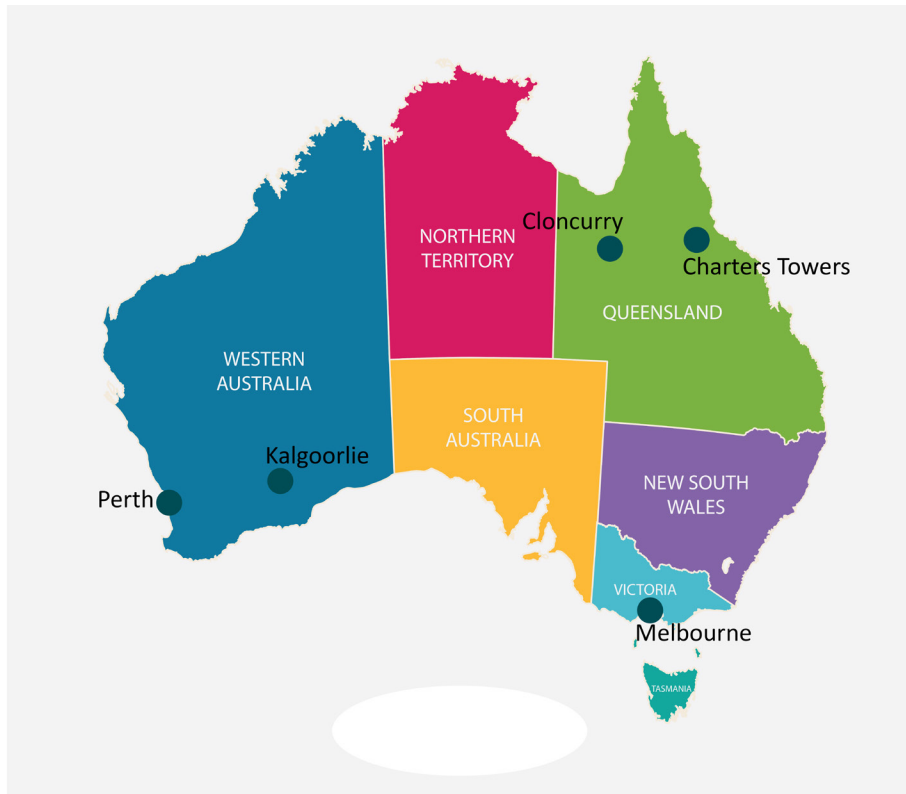 Cloncurry
NORTHERN
TERRITORY
Charters Towers
QUEENSLAND
WESTERN
AUSTRALIA
SOUTH
AUSTRALIA
Kalgoorlie
NEW SOUTH
WALES
Perth
VICTORIA
Melbourne
TASMANIA